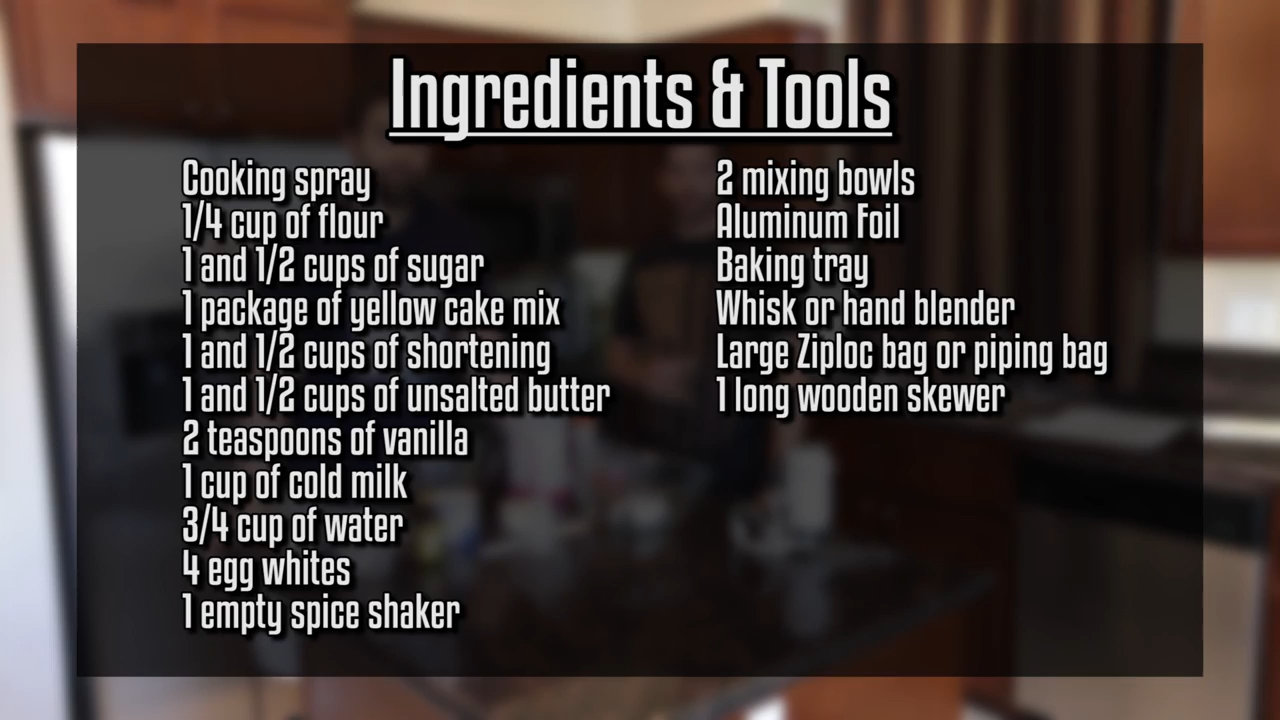 Ingredients & Tools
Cooking spray
1/4 cup of flour
1 and 1/2 cups of sugar
1 package of yellow cake mix
1 and 1/2 cups of shortening
1 and 1/2 cups of unsalted butter
2 teaspoons of vanilla
1 cup of cold milk
3/4 cup of water
4 egg whites
1 empty spice shaker
2 mixing bowls
Aluminum Foil
Baking tray
Whisk or hand blender
Large Ziploc bag or piping bag
1 long wooden skewer